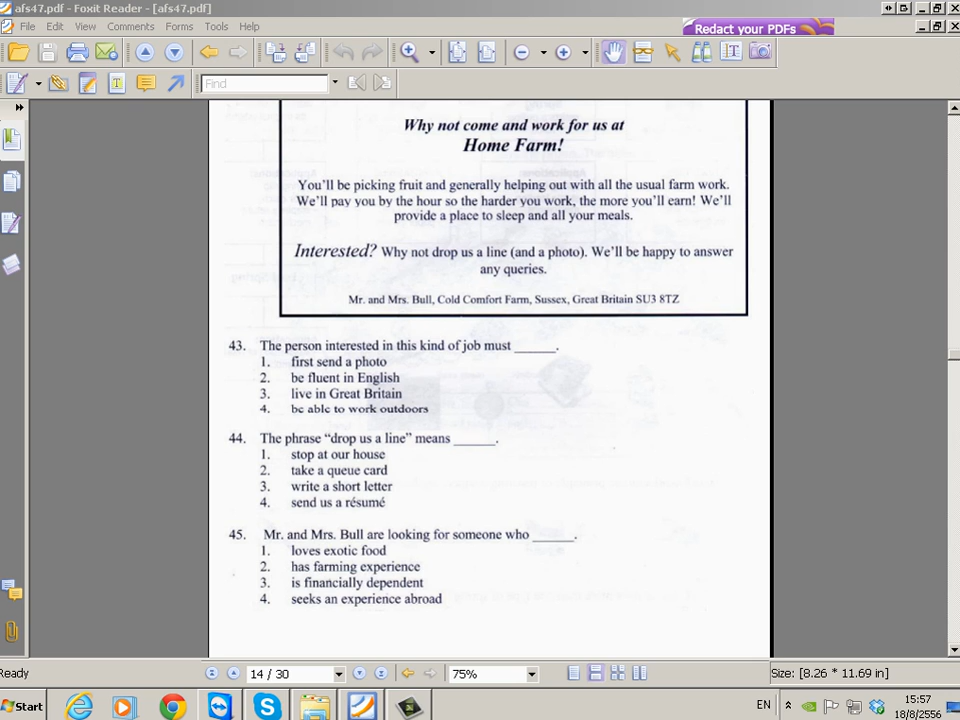 afs47.pdf - Foxit Reader - [afs47.pdf]
File Edit View Comments Forms Tools Help
Redact your PDFs
Find
Why not come and work for us at
Home Farm!
You'll be picking fruit and generally helping out with all the usual farm work.
We'll pay you by the hour so the harder you work, the more you'll earn! We'll
provide a place to sleep and all your meals.
Interested? Why not drop us a line (and a photo). We'll be happy to answer
any queries.
Mr. and Mrs. Bull, Cold Comfort Farm, Sussex, Great Britain SU3 8TZ
43. The person interested in this kind of job must ______.
1. first send a photo
2. be fluent in English
3. live in Great Britain
4. be able to work outdoors
44. The phrase “drop us a line” means ______.
1. stop at our house
2. take a queue card
3. write a short letter
4. send us a résumé
45. Mr. and Mrs. Bull are looking for someone who ______.
1. loves exotic food
2. has farming experience
3. is financially dependent
4. seeks an experience abroad
Ready 14 / 30 75% Size: [8.26 * 11.69 in]
Start EN 15:57
18/8/2556